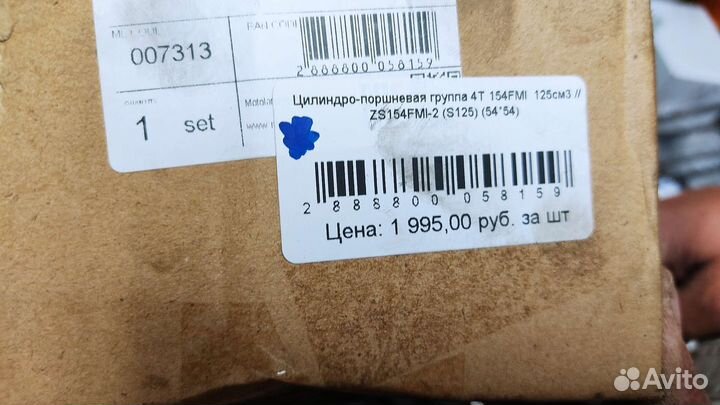 007313
2 888800 058159
1 set
Цилиндро-поршневая группа 4Т 154FMI 125см3 //
ZS154FMI-2 (S125) (54*54)
2 888800 058159
Цена: 1 995,00 руб. за шт
Avito